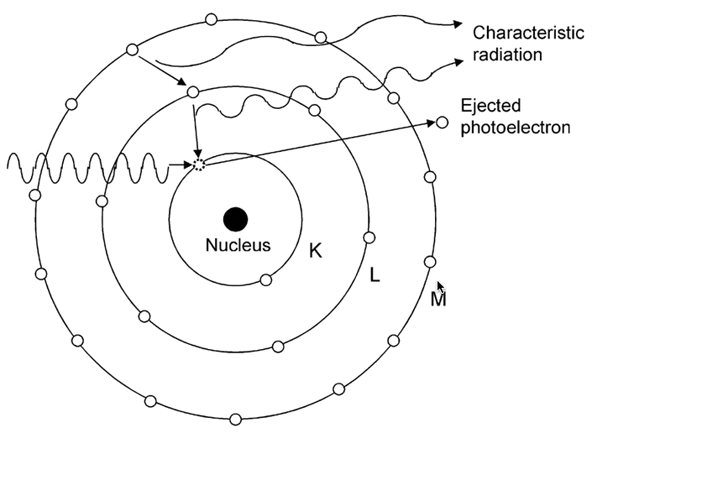 Characteristic
radiation
Ejected
photoelectron
Nucleus
K
L
M